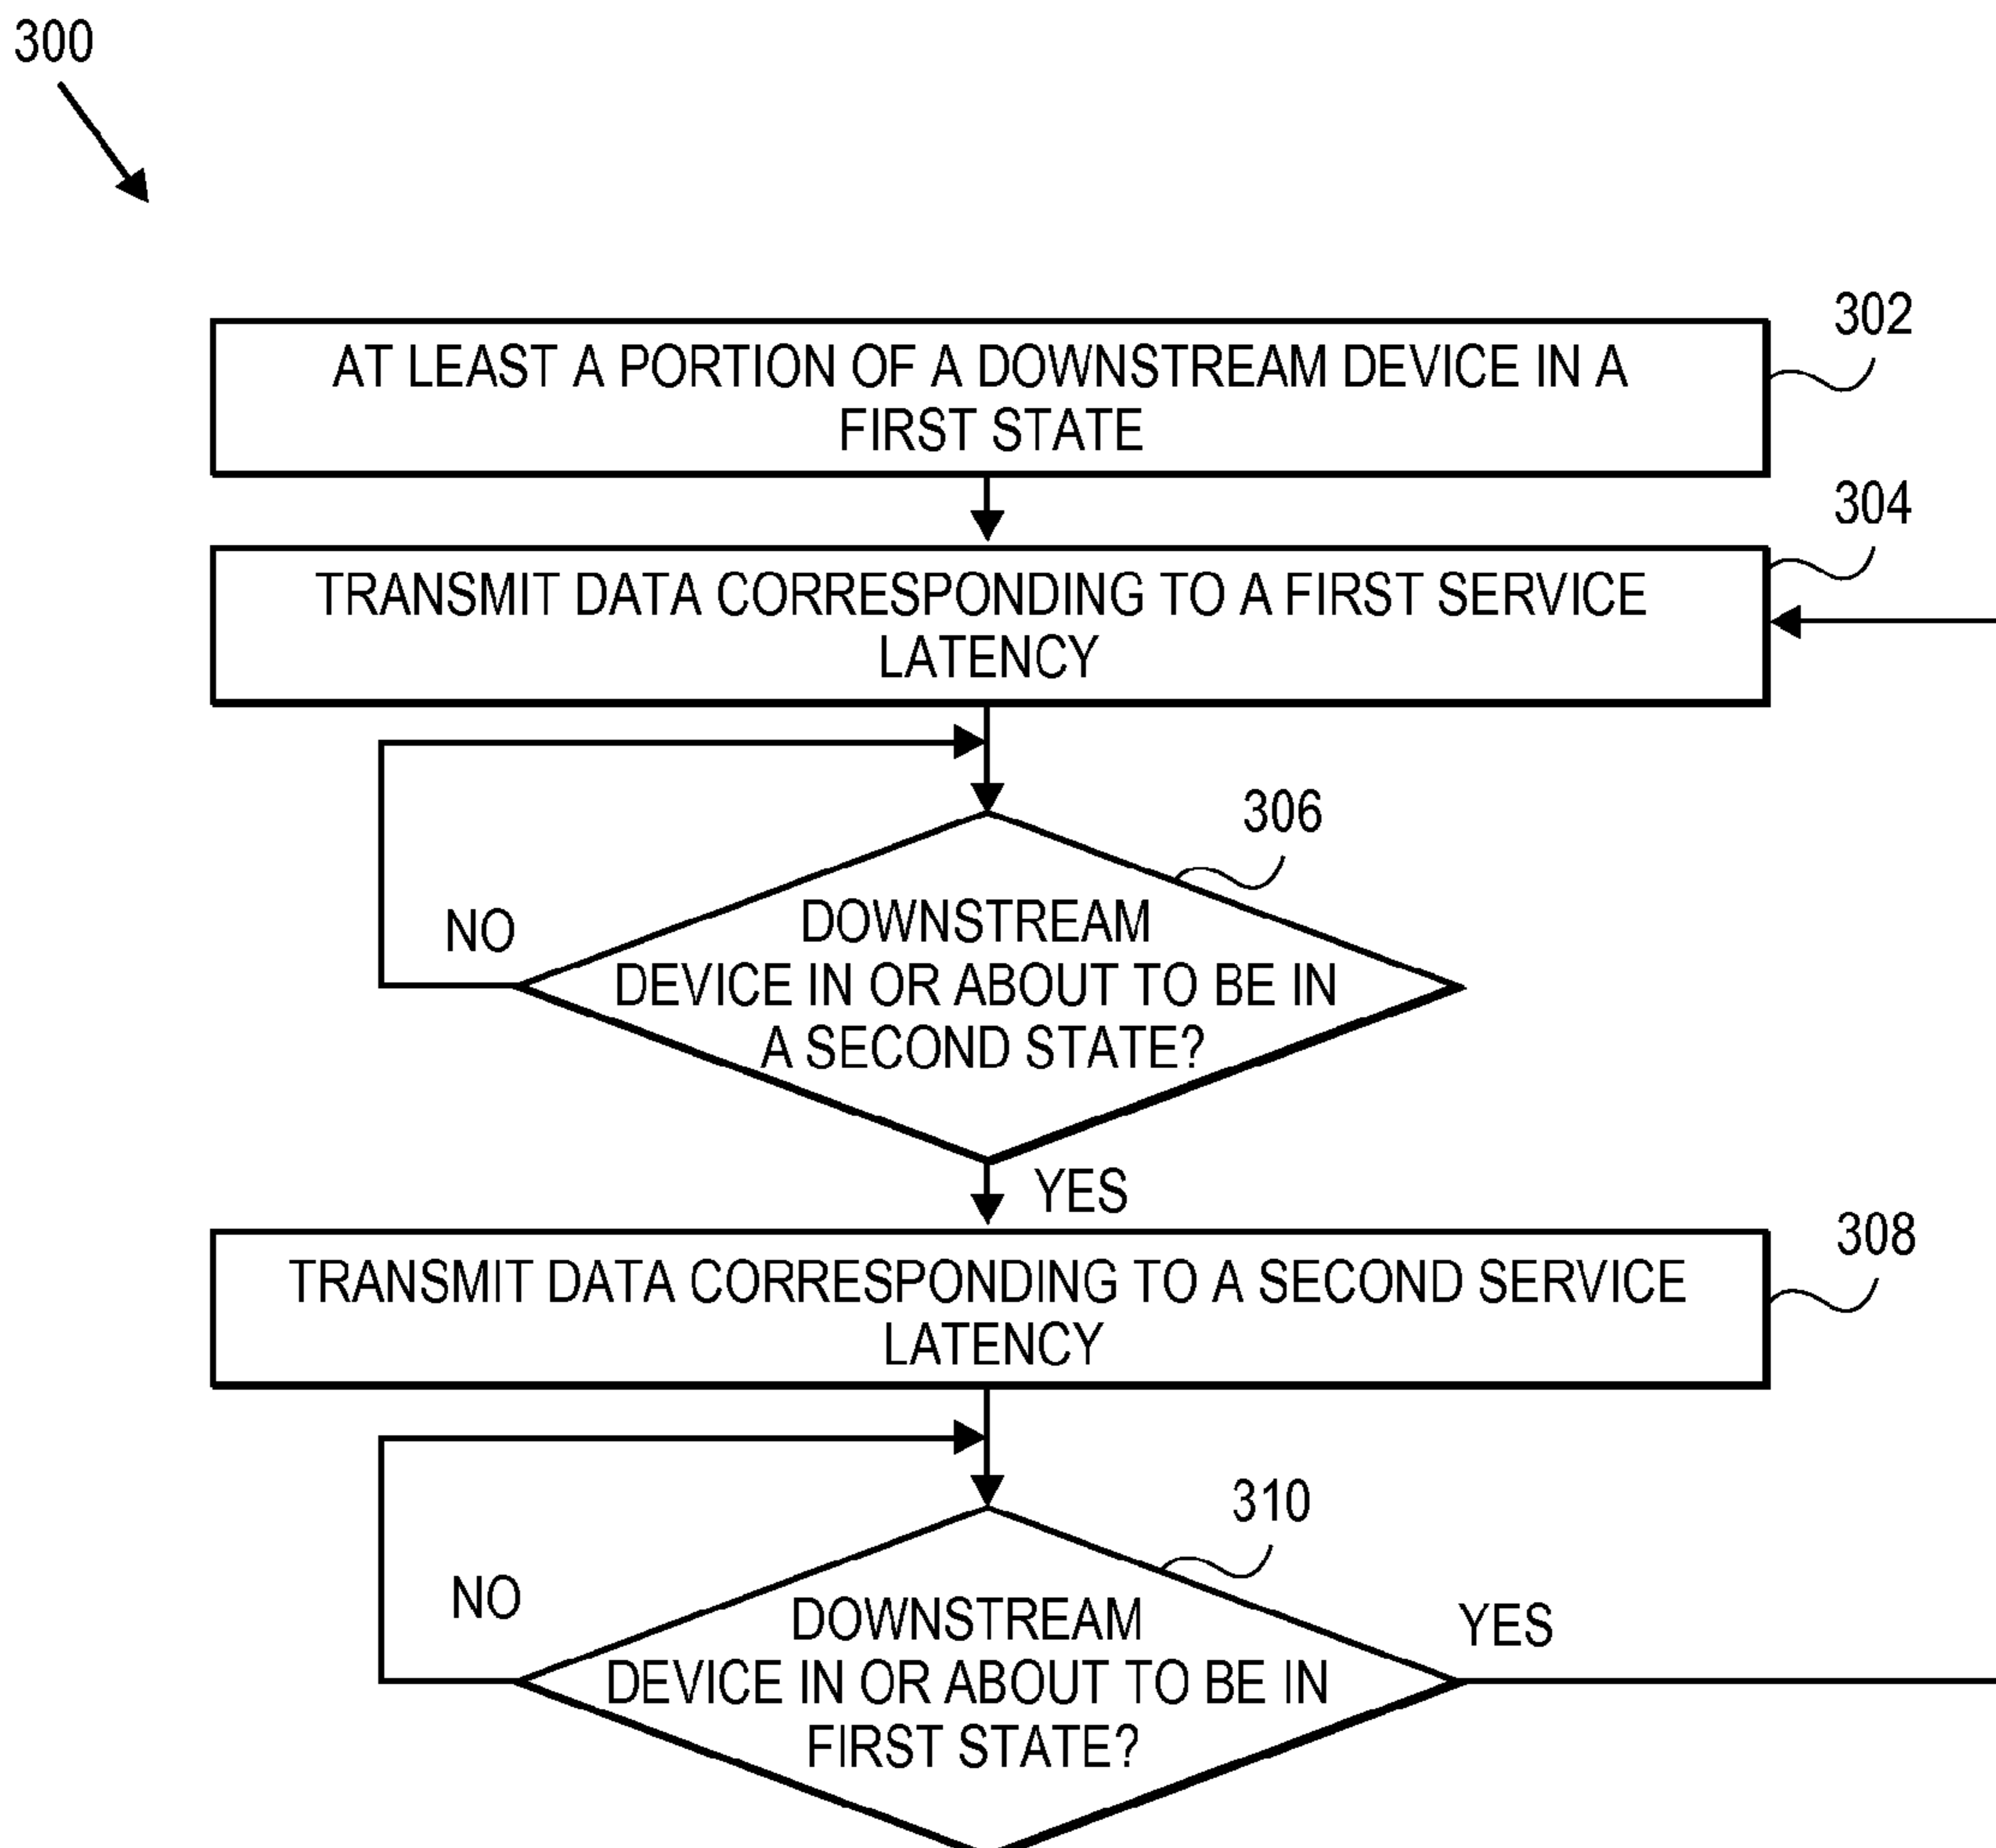 300
302
AT LEAST A PORTION OF A DOWNSTREAM DEVICE IN A
FIRST STATE
304
TRANSMIT DATA CORRESPONDING TO A FIRST SERVICE
LATENCY
306
NO
DOWNSTREAM
DEVICE IN OR ABOUT TO BE IN
A SECOND STATE?
YES
308
TRANSMIT DATA CORRESPONDING TO A SECOND SERVICE
LATENCY
310
NO
DOWNSTREAM
DEVICE IN OR ABOUT TO BE IN
FIRST STATE?
YES